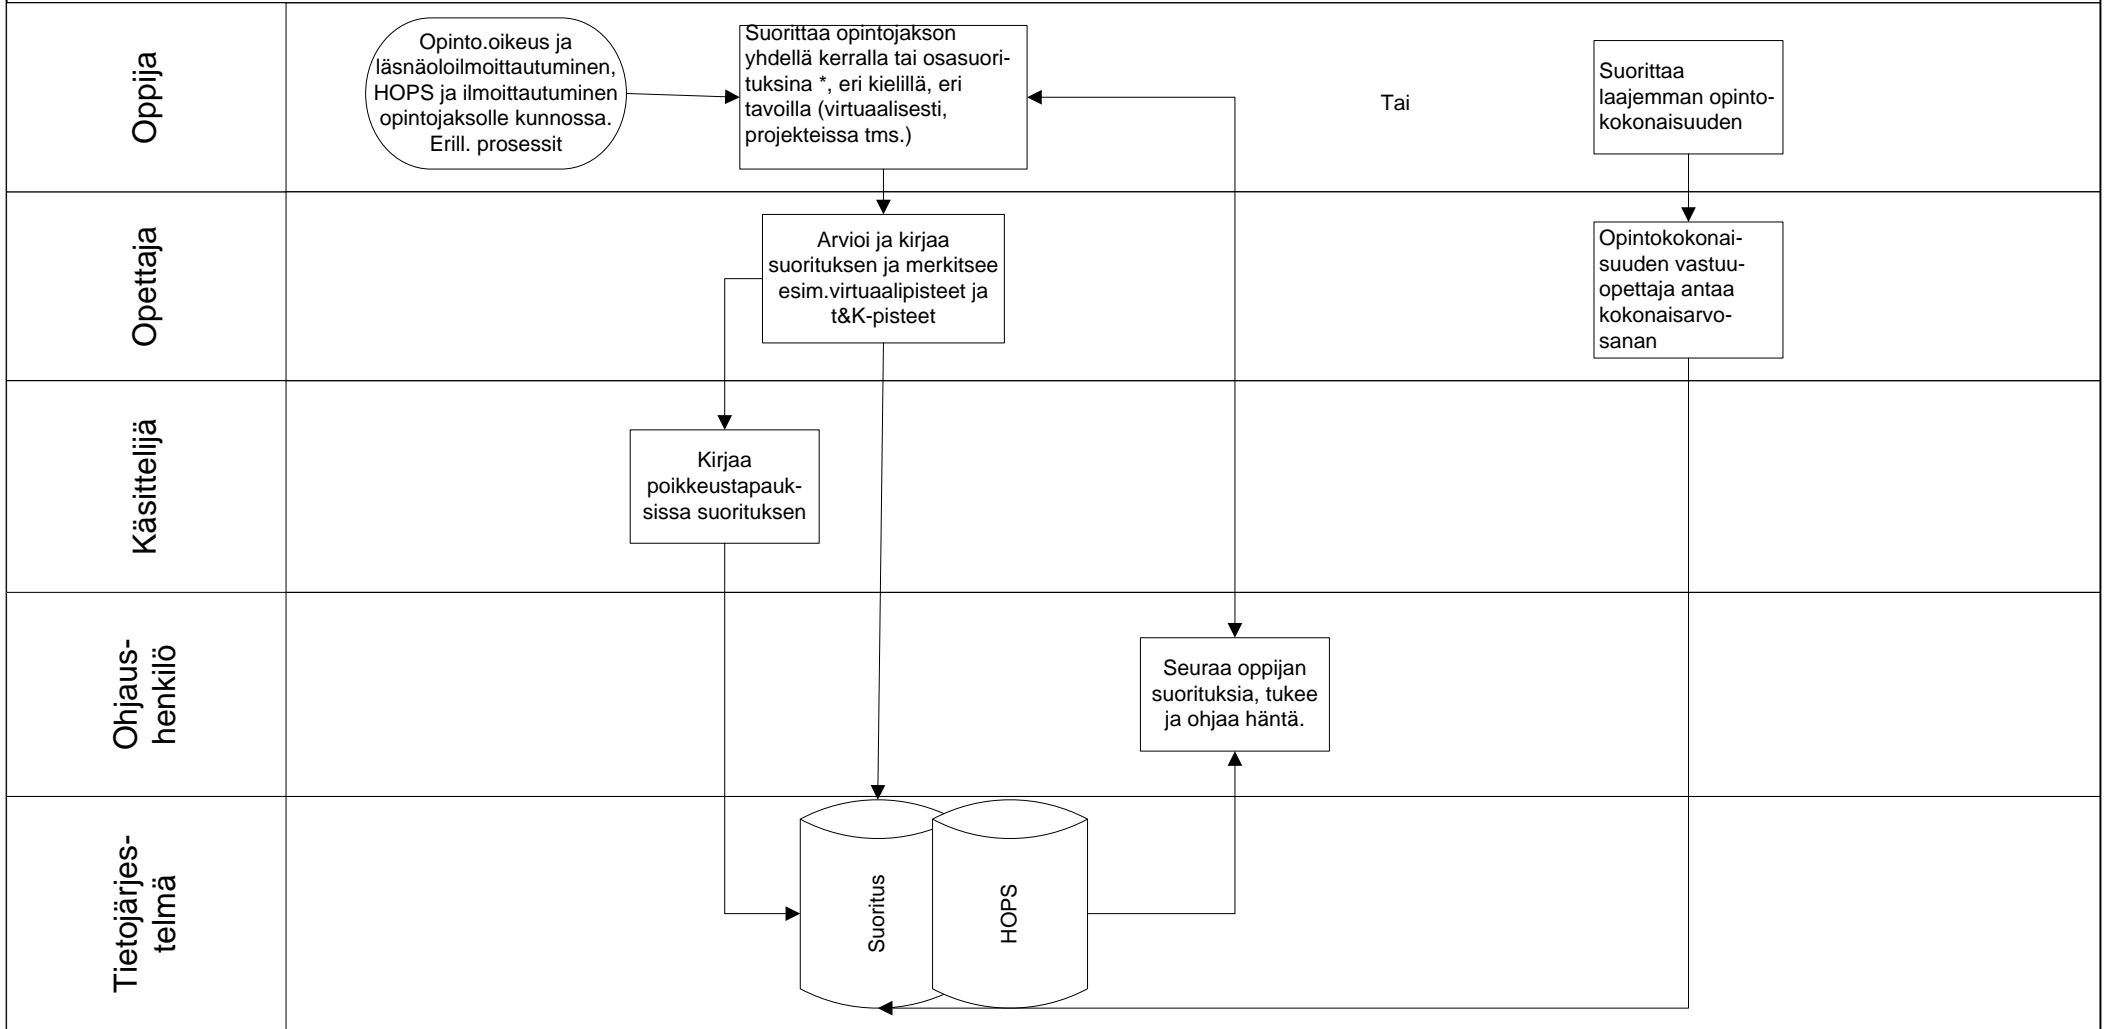 Oppija
Opinto.oikeus ja
läsnäoloilmoittautuminen,
HOPS ja ilmoittautuminen
opintojaksolle kunnossa.
Erill. prosessit
Suorittaa opintojakson
yhdellä kerralla tai osasuori-
tuksina *, eri kielillä, eri
tavoilla (virtuaalisesti,
projekteissa tms.)
Tai
Suorittaa
laajemman opinto-
kokonaisuuden
Opettaja
Arvioi ja kirjaa
suorituksen ja merkitsee
esim.virtuaalipisteet ja
t&K-pisteet
Opintokokonai-
suuden vastuu-
opettaja antaa
kokonaisarvo-
sanan
Käsittelijä
Kirjaa
poikkeustapauk-
sissa suorituksen
Ohjaus-
henkilö
Seuraa oppijan
suorituksia, tukee
ja ohjaa häntä.
Tietojärjes-
telmä
Suoritus
HOPS